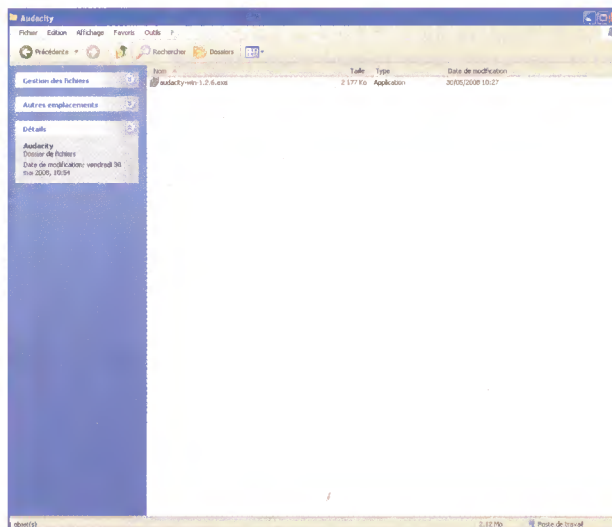 Audacity
Fichier Edition Affichage Favoris Outils ?
Précédente Rechercher Dossiers
Nom Taille Type Date de modification
audacity-win-1.2.6.exe 2 177 Ko Application 30/05/2008 10:27
Gestion des fichiers
Autres emplacements
Détails
Audacity
Dossier de fichiers
Date de modification: vendredi 30
mai 2008, 10:54
objet(s) 2,12 Mo Poste de travail